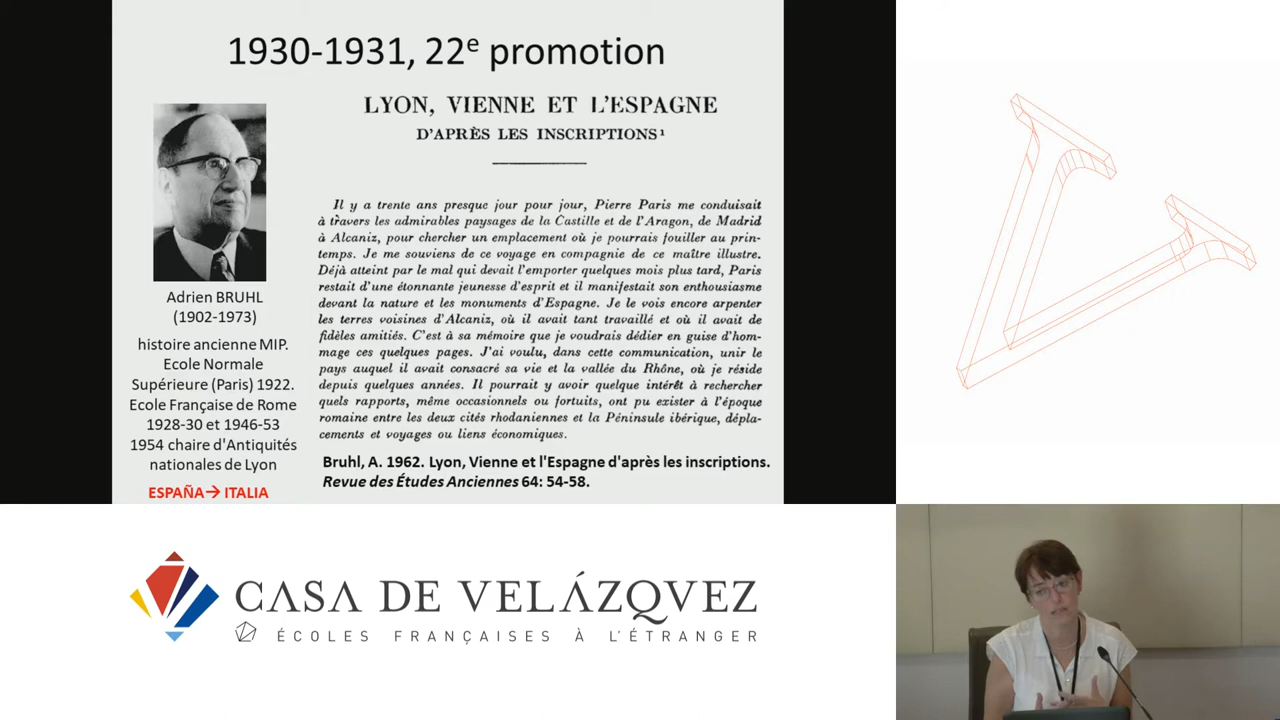 1930-1931, 22e promotion
LYON, VIENNE ET L'ESPAGNE
D'APRÈS LES INSCRIPTIONS¹
Il y a trente ans presque jour pour jour, Pierre Paris me conduisait
à travers les admirables paysages de la Castille et de l'Aragon, de Madrid
à Alcaniz, pour chercher un emplacement où je pourrais fouiller au prin-
temps. Je me souviens de ce voyage en compagnie de ce maître illustre.
Déjà atteint par le mal qui devait l'emporter quelques mois plus tard, Paris
restait d'une étonnante jeunesse d'esprit et il manifestait son enthousiasme
devant la nature et les monuments d'Espagne. Je le vois encore arpenter
les terres voisines d'Alcaniz, où il avait tant travaillé et où il avait de
fidèles amitiés. C'est à sa mémoire que je voudrais dédier en guise d'hom-
mage ces quelques pages. J'ai voulu, dans cette communication, unir le
pays auquel il avait consacré sa vie et la vallée du Rhône, où je réside
depuis quelques années. Il pourrait y avoir quelque intérêt à rechercher
quels rapports, même occasionnels ou fortuits, ont pu exister à l'époque
romaine entre les deux cités rhodaniennes et la Péninsule ibérique, dépla-
cements et voyages ou liens économiques.
Bruhl, A. 1962. Lyon, Vienne et l'Espagne d'après les inscriptions.
Revue des Études Anciennes 64: 54-58.
Adrien BRUHL
(1902-1973)
histoire ancienne MIP.
Ecole Normale
Supérieure (Paris) 1922.
Ecole Française de Rome
1928-30 et 1946-53
1954 chaire d'Antiquités
nationales de Lyon
ESPAÑA→ ITALIA
CASA DE VELÁZQVEZ
ÉCOLES FRANÇAISES À L'ÉTRANGER